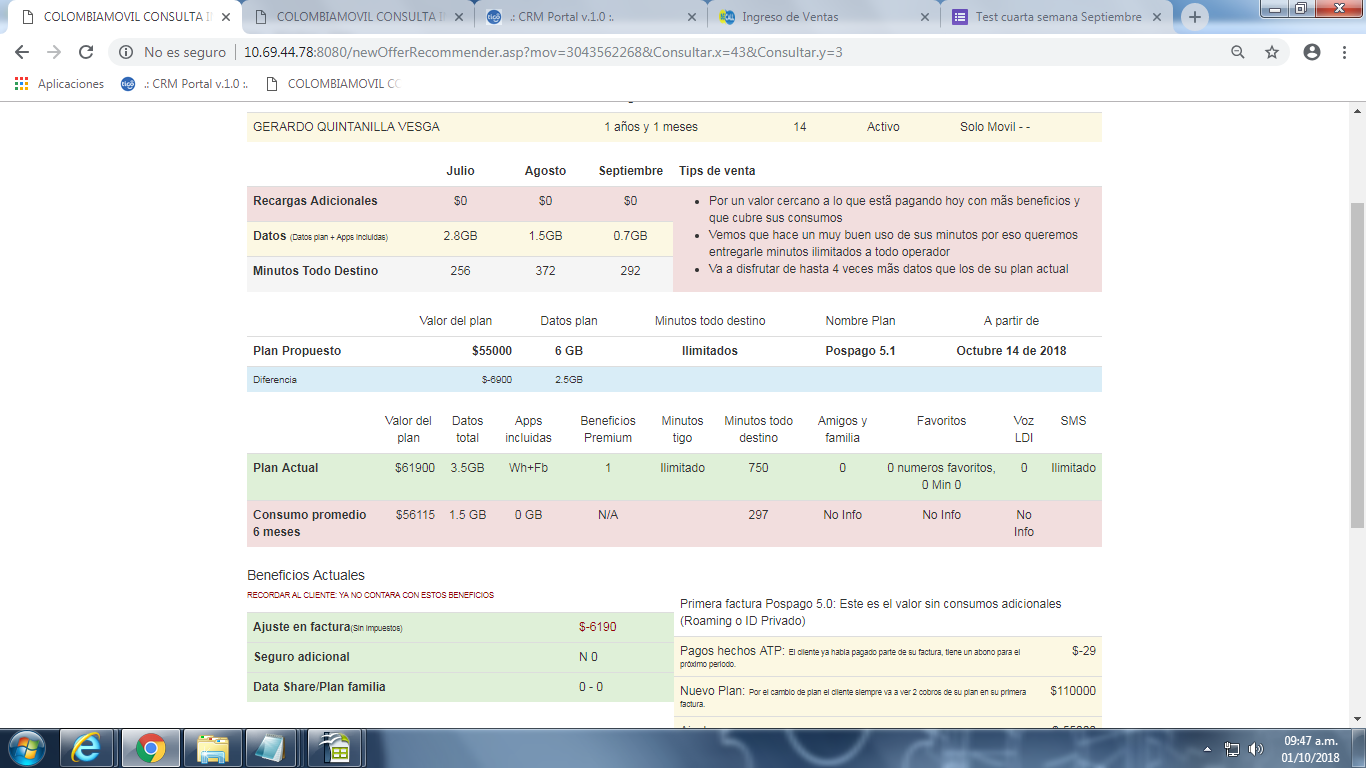 COLOMBIAMOVIL CONSULTA I
COLOMBIAMOVIL CONSULTA I
.: CRM Portal v.1.0 :.
Ingreso de Ventas
Test cuarta semana Septiembre
No es seguro
10.69.44.78:8080/newOfferRecommender.asp?mov=3043562268&Consultar.x=43&Consultar.y=3
Aplicaciones
.: CRM Portal v.1.0 :.
COLOMBIAMOVIL CO
GERARDO QUINTANILLA VESGA 1 años y 1 meses 14 Activo Solo Movil - -
Julio Agosto Septiembre Tips de venta
Recargas Adicionales $0 $0 $0
Datos (Datos plan + Apps incluidas) 2.8GB 1.5GB 0.7GB
Minutos Todo Destino 256 372 292
• Por un valor cercano a lo que estã pagando hoy con mãs beneficios y
que cubre sus consumos
• Vemos que hace un muy buen uso de sus minutos por eso queremos
entregarle minutos ilimitados a todo operador
• Va a disfrutar de hasta 4 veces mãs datos que los de su plan actual
Valor del plan Datos plan Minutos todo destino Nombre Plan A partir de
Plan Propuesto $55000 6 GB Ilimitados Pospago 5.1 Octubre 14 de 2018
Diferencia $-6900 2.5GB
Valor del Datos Apps Beneficios Minutos Minutos todo Amigos y Favoritos Voz SMS
plan total incluidas Premium tigo destino familia LDI
Plan Actual $61900 3.5GB Wh+Fb 1 Ilimitado 750 0 0 numeros favoritos, 0 Ilimitado
0 Min 0
Consumo promedio $56115 1.5 GB 0 GB N/A 297 No Info No Info No
6 meses Info
Beneficios Actuales
RECORDAR AL CLIENTE: YA NO CONTARA CON ESTOS BENEFICIOS
Ajuste en factura(Sin impuestos) $-6190
Seguro adicional N 0
Data Share/Plan familia 0 - 0
Primera factura Pospago 5.0: Este es el valor sin consumos adicionales
(Roaming o ID Privado)
Pagos hechos ATP: El cliente ya habia pagado parte de su factura, tiene un abono para el $-29
próximo periodo.
Nuevo Plan: Por el cambio de plan el cliente siempre va a ver 2 cobros de su plan en su primera $110000
factura.
09:47 a.m.
01/10/2018